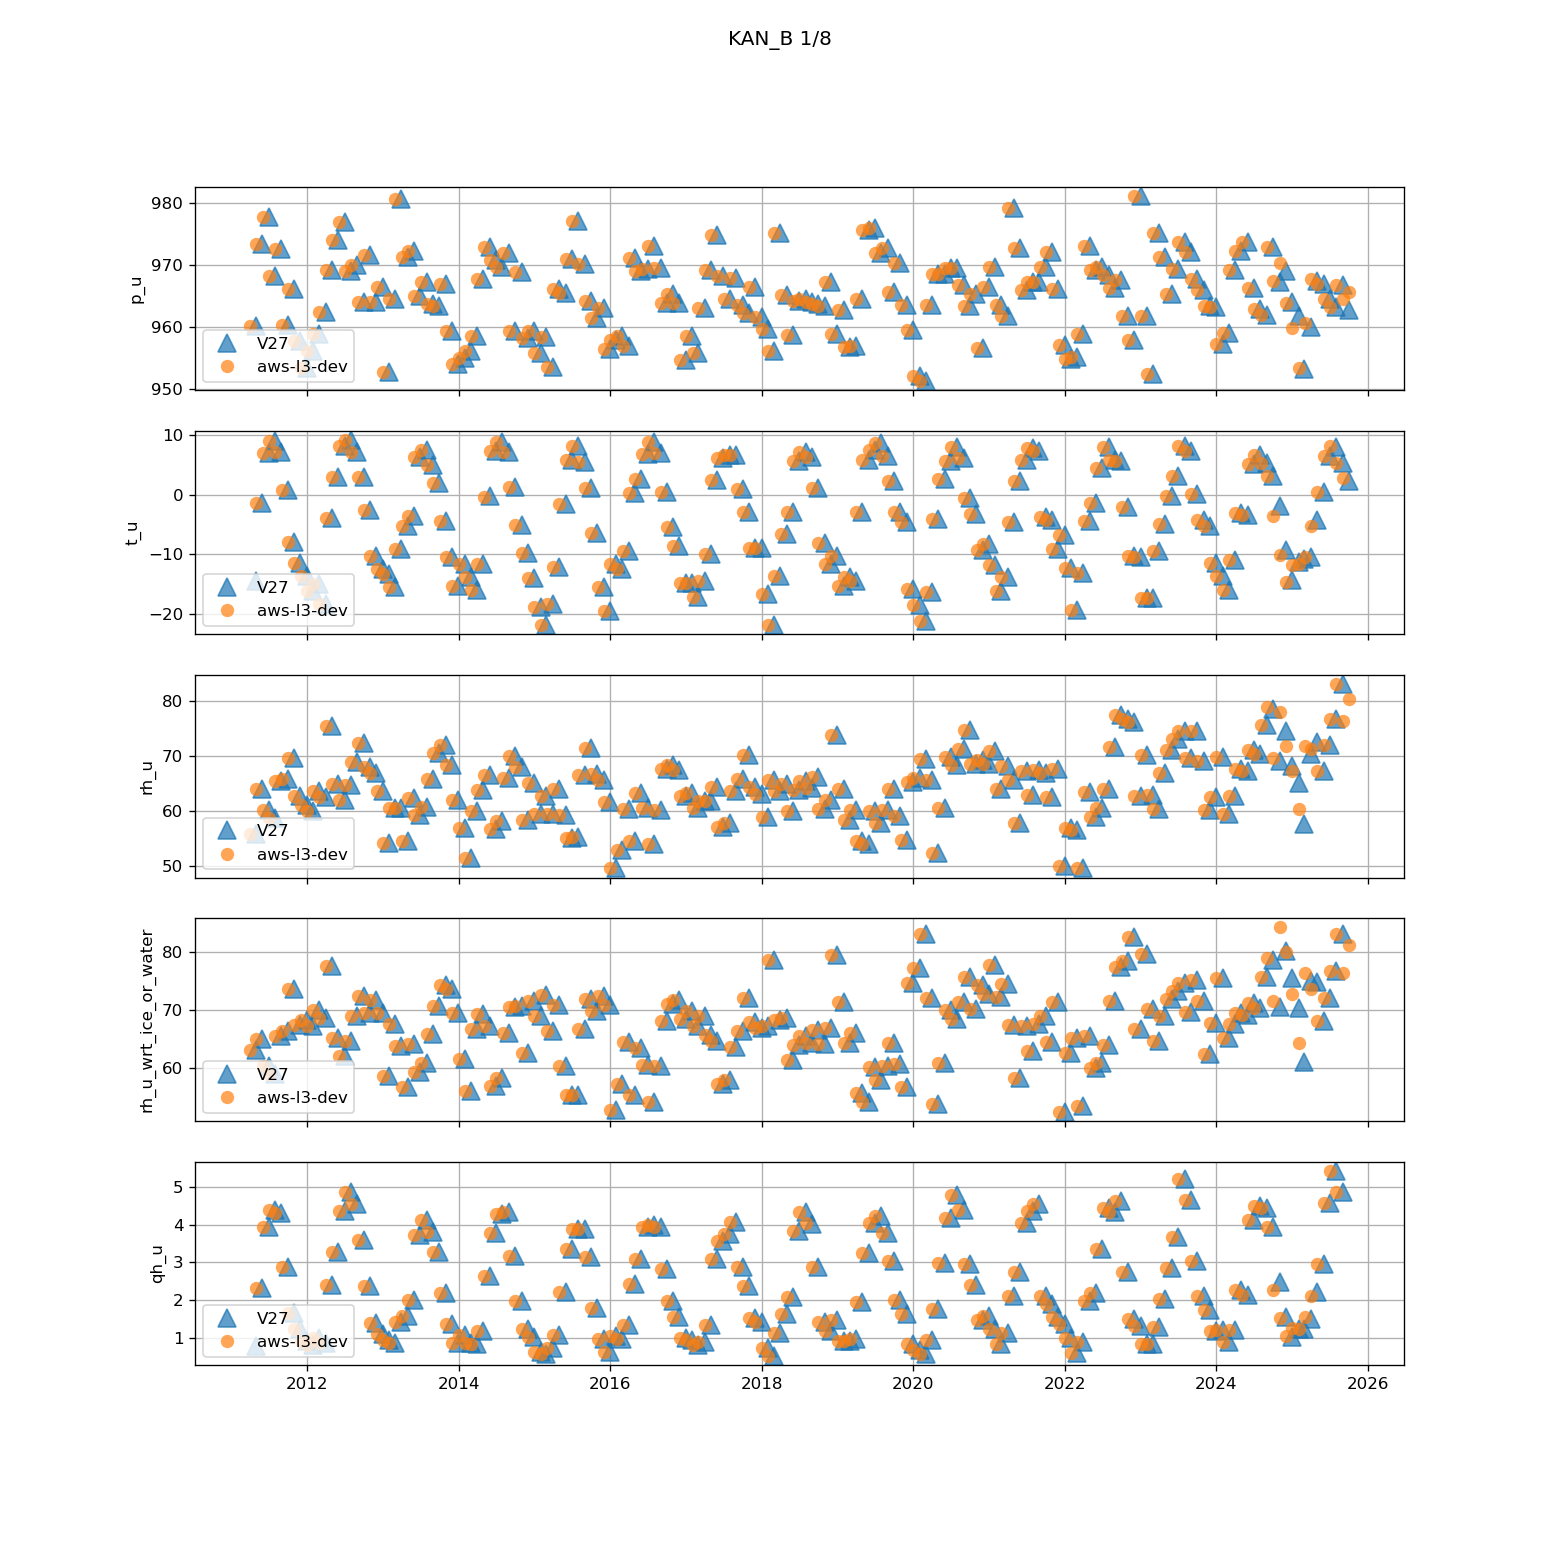 KAN_B 1/8
980
970
960
950
p_u
V27
aws-l3-dev
10
0
−10
−20
t_u
V27
aws-l3-dev
80
70
60
50
rh_u
V27
aws-l3-dev
80
70
60
rh_u_wrt_ice_or_water
V27
aws-l3-dev
5
4
3
2
1
qh_u
V27
aws-l3-dev
2012 2014 2016 2018 2020 2022 2024 2026